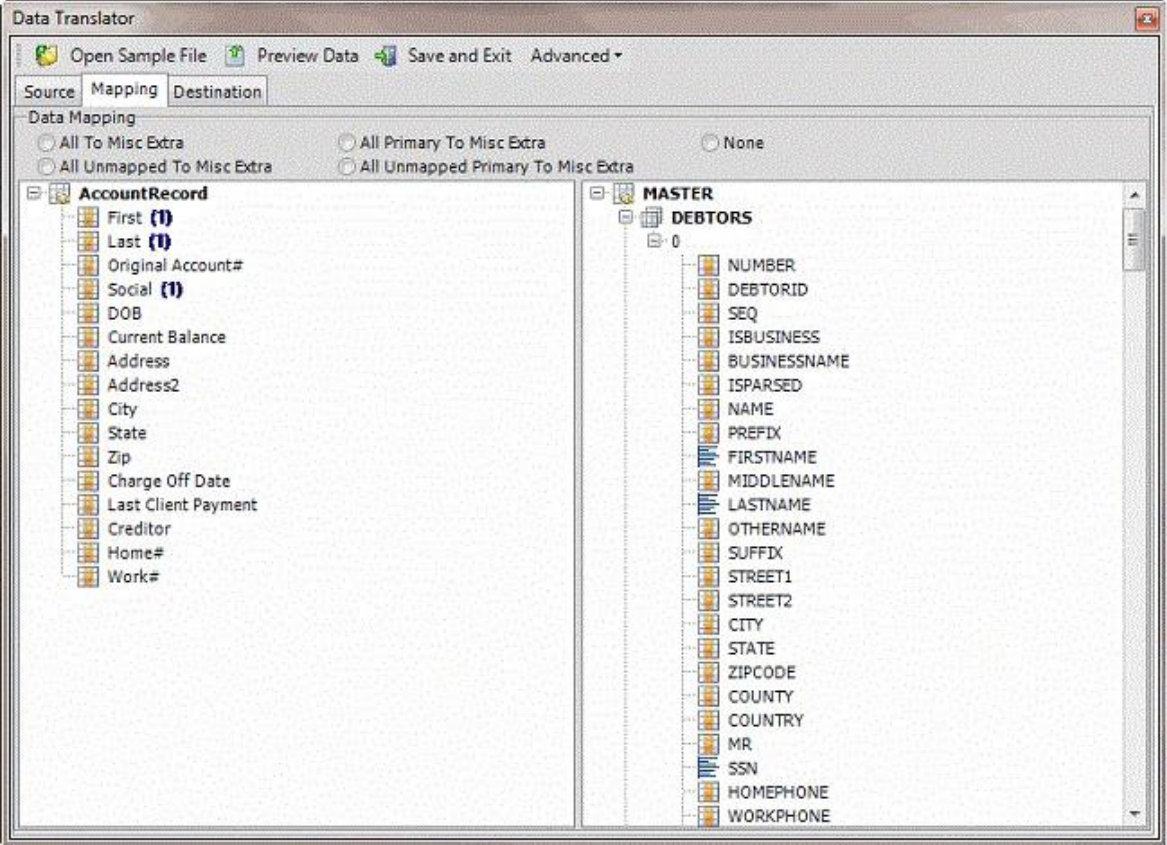 Data Translator
Open Sample File Preview Data Save and Exit Advanced
Source Mapping Destination
Data Mapping
All To Misc Extra All Primary To Misc Extra None
All Unmapped To Misc Extra All Unmapped Primary To Misc Extra
AccountRecord
First (1)
Last (1)
Original Account#
Social (1)
DOB
Current Balance
Address
Address2
City
State
Zip
Charge Off Date
Last Client Payment
Creditor
Home#
Work#
MASTER
DEBTORS
0
NUMBER
DEBTORID
SEQ
ISBUSINESS
BUSINESSNAME
ISPARSED
NAME
PREFIX
FIRSTNAME
MIDDLENAME
LASTNAME
OTHERNAME
SUFFIX
STREET1
STREET2
CITY
STATE
ZIPCODE
COUNTY
COUNTRY
MR
SSN
HOMEPHONE
WORKPHONE